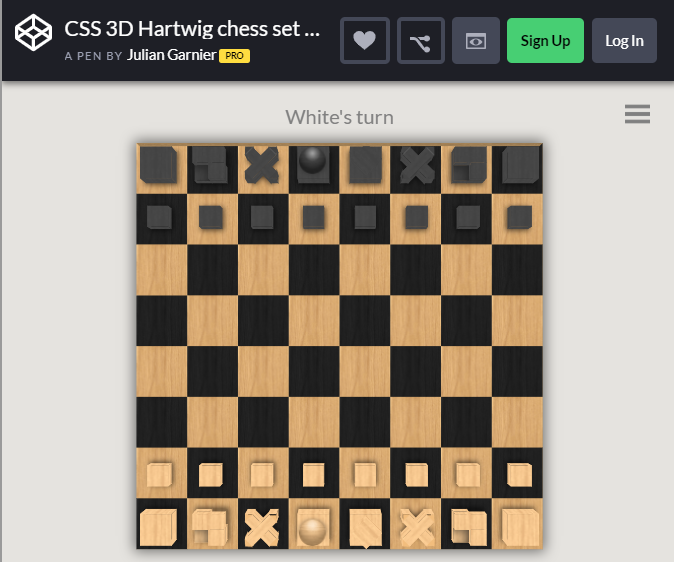 CSS 3D Hartwig chess set ...
A PEN BY Julian Garnier PRO
Sign Up
Log In
White's turn